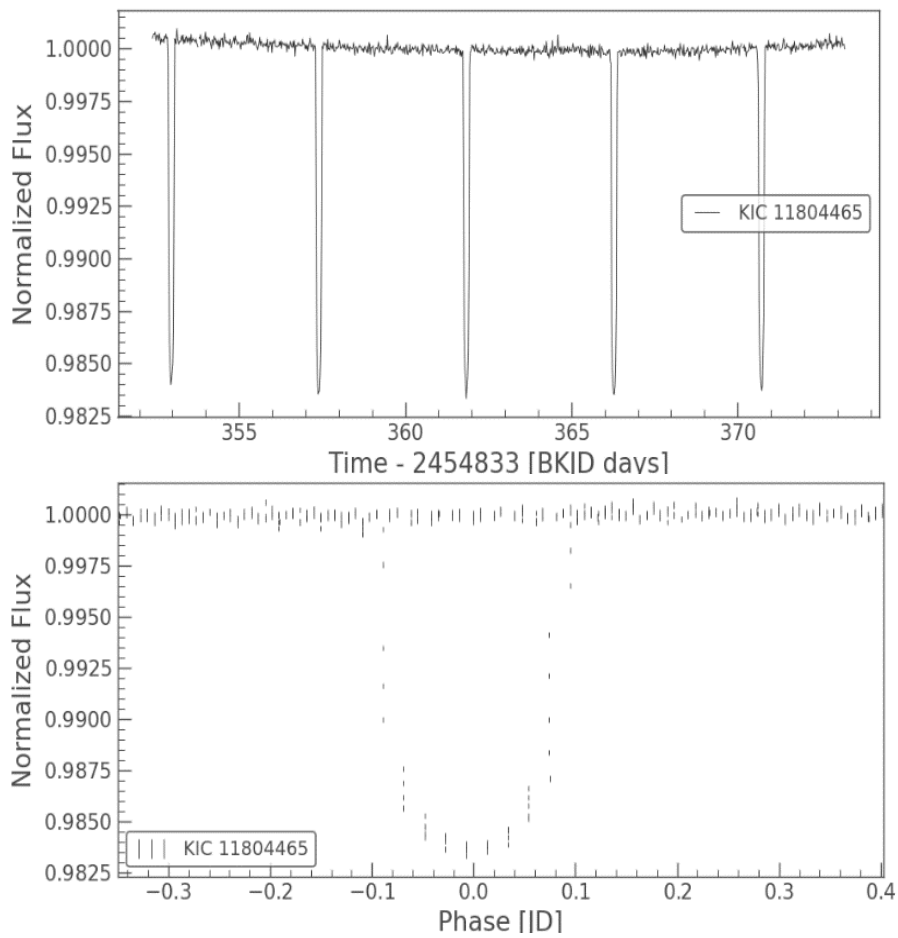 1.0000
0.9975
0.9950
0.9925
0.9900
0.9875
0.9850
0.9825
Normalized Flux
KIC 11804465
355 360 365 370
Time - 2454833 [BKJD days]
1.0000
0.9975
0.9950
0.9925
0.9900
0.9875
0.9850
0.9825
Normalized Flux
KIC 11804465
−0.3 −0.2 −0.1 0.0 0.1 0.2 0.3 0.4
Phase [JD]